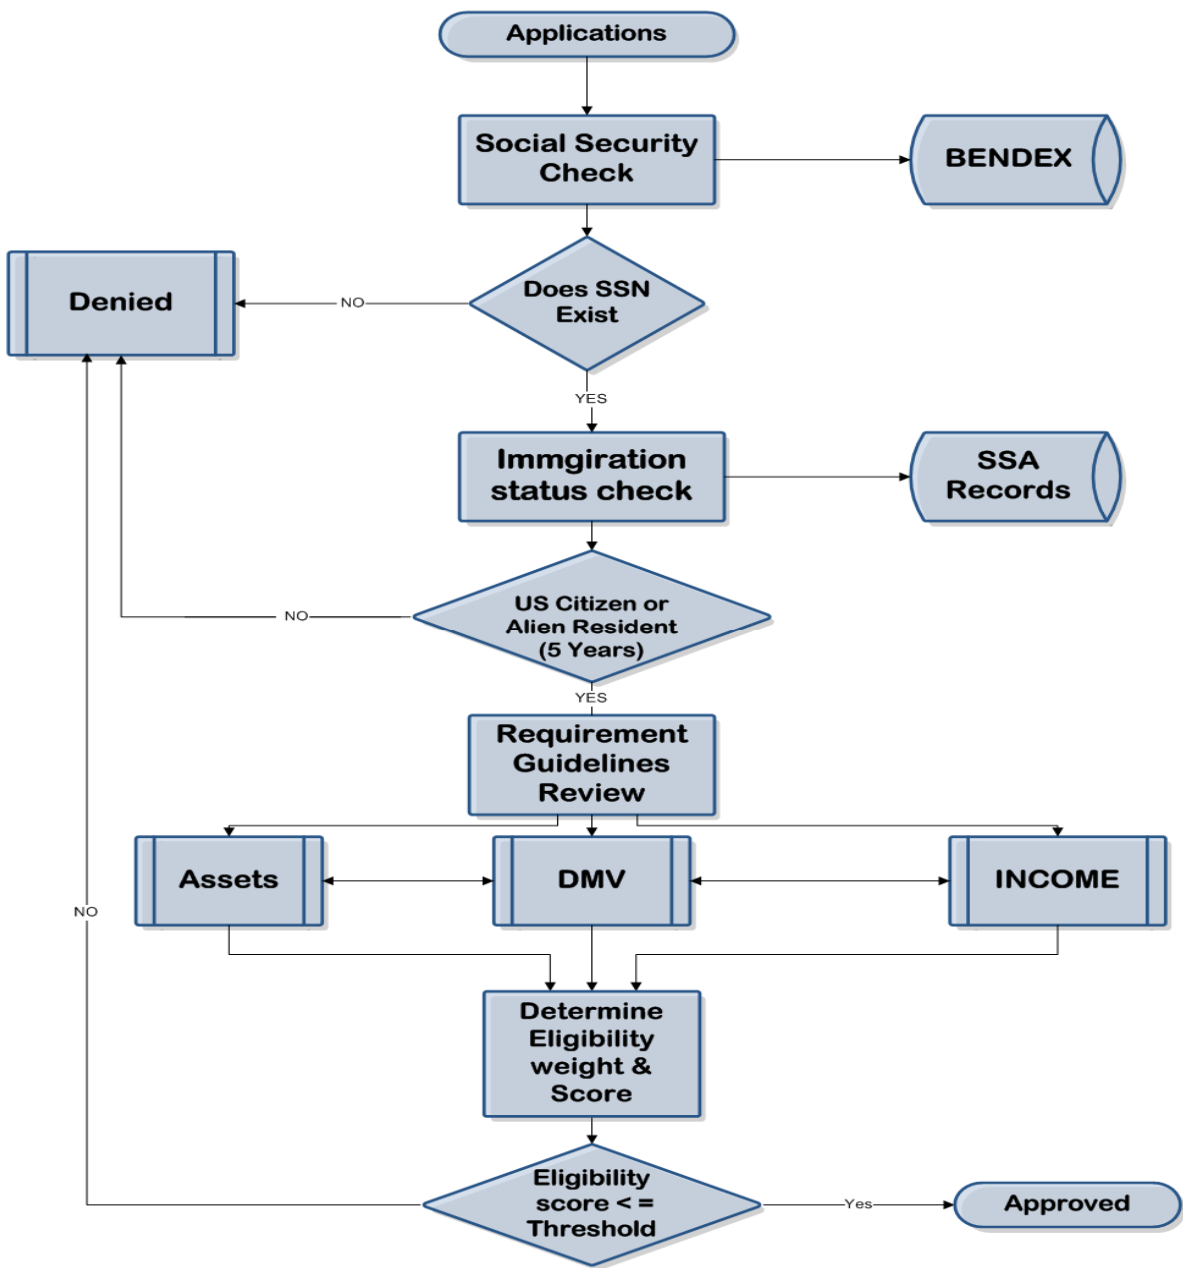 Applications
Social Security
Check
BENDEX
Does SSN
Exist
NO
Denied
YES
Immgiration
status check
SSA
Records
US Citizen or
Alien Resident
(5 Years)
NO
YES
Requirement
Guidelines
Review
Assets
DMV
INCOME
NO
Determine
Eligibility
weight &
Score
Eligibility
score < =
Threshold
Yes
Approved